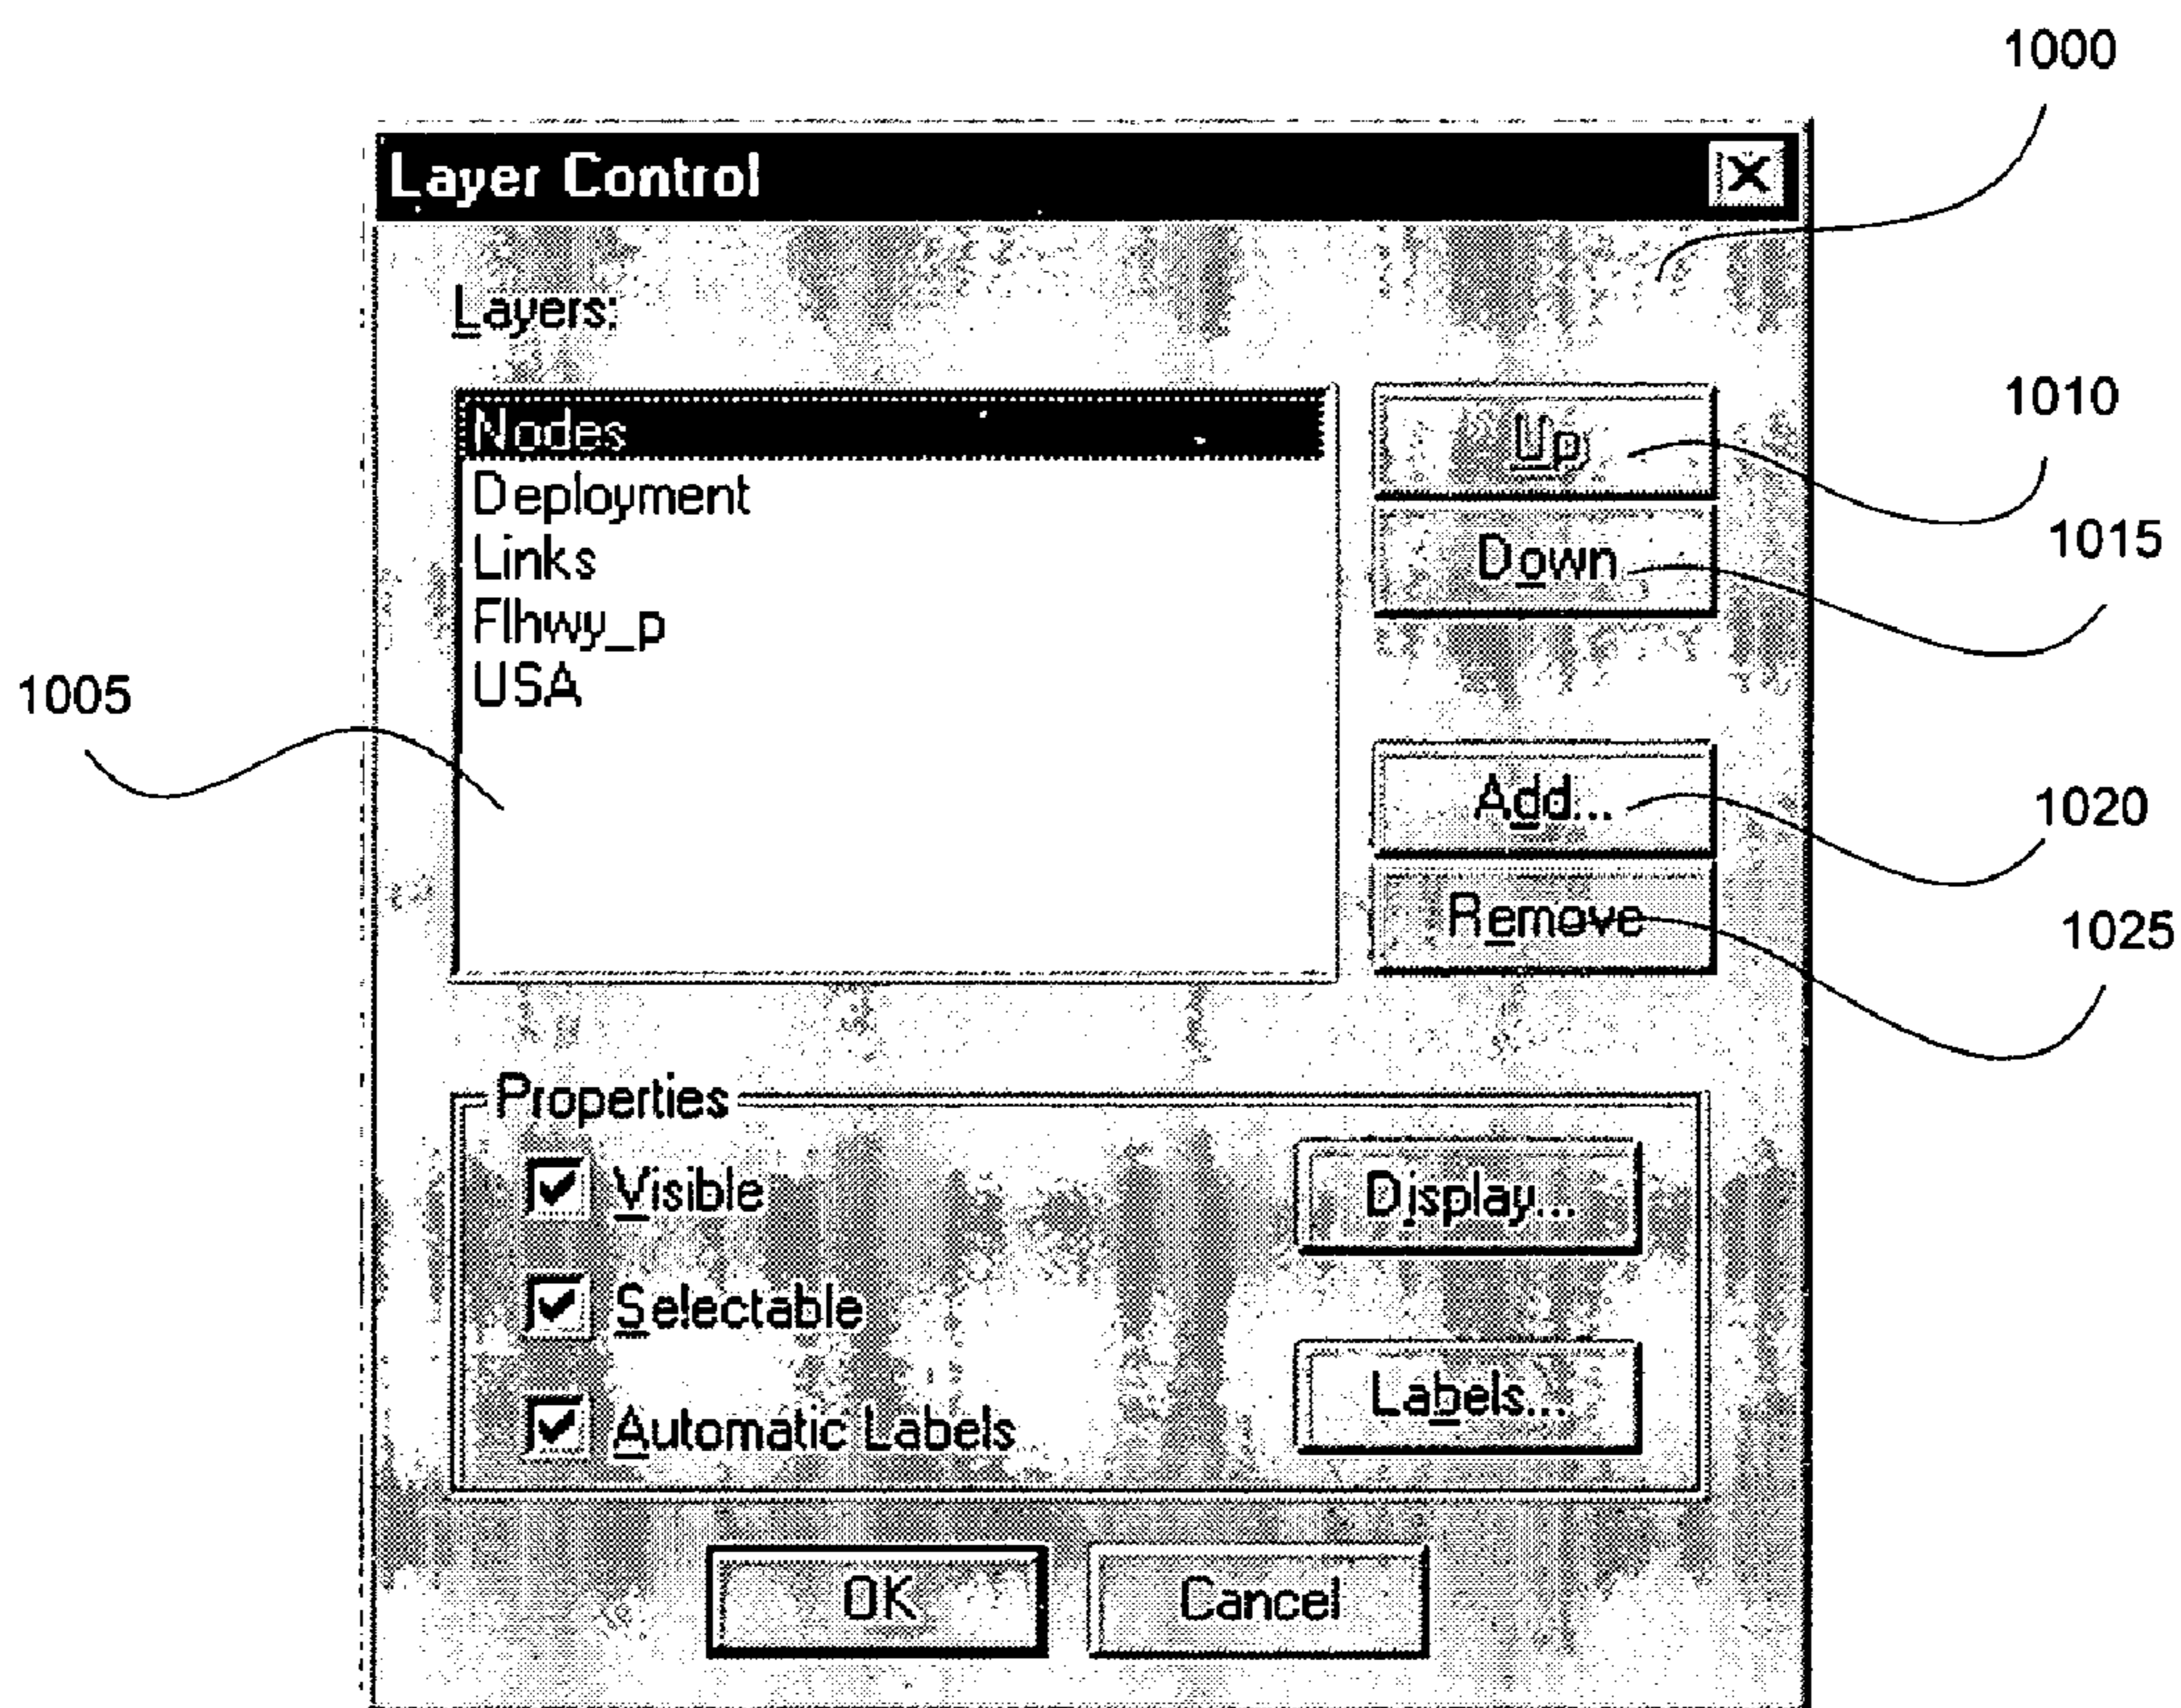 1000
Layer Control
Layers:
Nodes
Deployment
Links
Flhwy_p
USA
Up
1010
Down
1015
1005
Add...
1020
Remove
1025
Properties
Visible
Display...
Selectable
Automatic Labels
Labels...
OK
Cancel